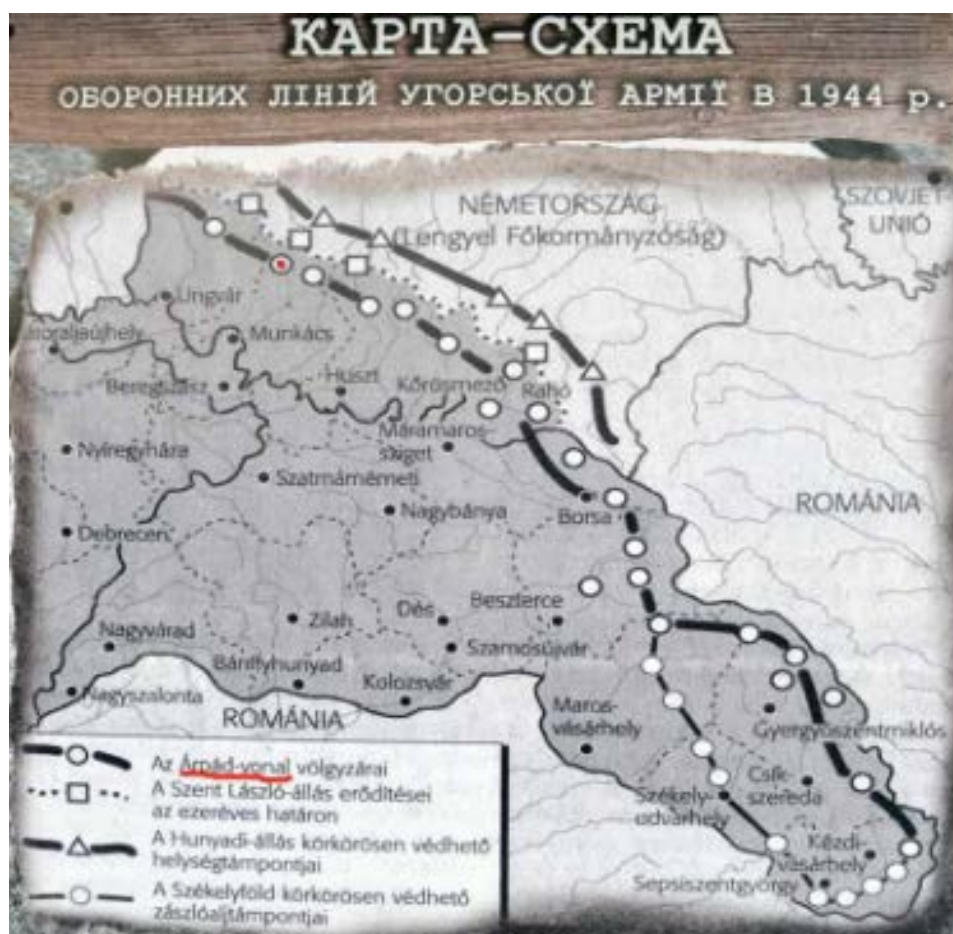 КАРТА-СХЕМА
ОБОРОННИХ ЛІНІЙ УГОРСЬКОЇ АРМІЇ В 1944 р.
NÉMETORSZÁG
(Lengyel Főkormányzóság)
SZOVJET-
UNIÓ
Ungvár
Munkács
Beregszász
Huszt
Kőrösmező
Rahó
Máramaros-
sziget
Nyíregyháza
Szatmárnémeti
Nagybánya
Borsa
ROMÁNIA
Debrecen
Zilah
Dés
Beszterce
Szamosújvár
Nagyvárad
Bánffyhunyad
Kolozsvár
Nagyszalonta
ROMÁNIA
Maros-
vásárhely
Gyergyószentmiklós
Csík-
szereda
Székely-
udvarhely
Kézdi-
vásárhely
Sepsiszentgyörgy
Az Árpád-vonal völgyzárai
A Szent László-állás erődítései
az ezeréves határon
A Hunyadi-állás körkörösen védhető
helységtámpontjai
A Székelyföld körkörösen védhető
zászlóaljtámpontjai